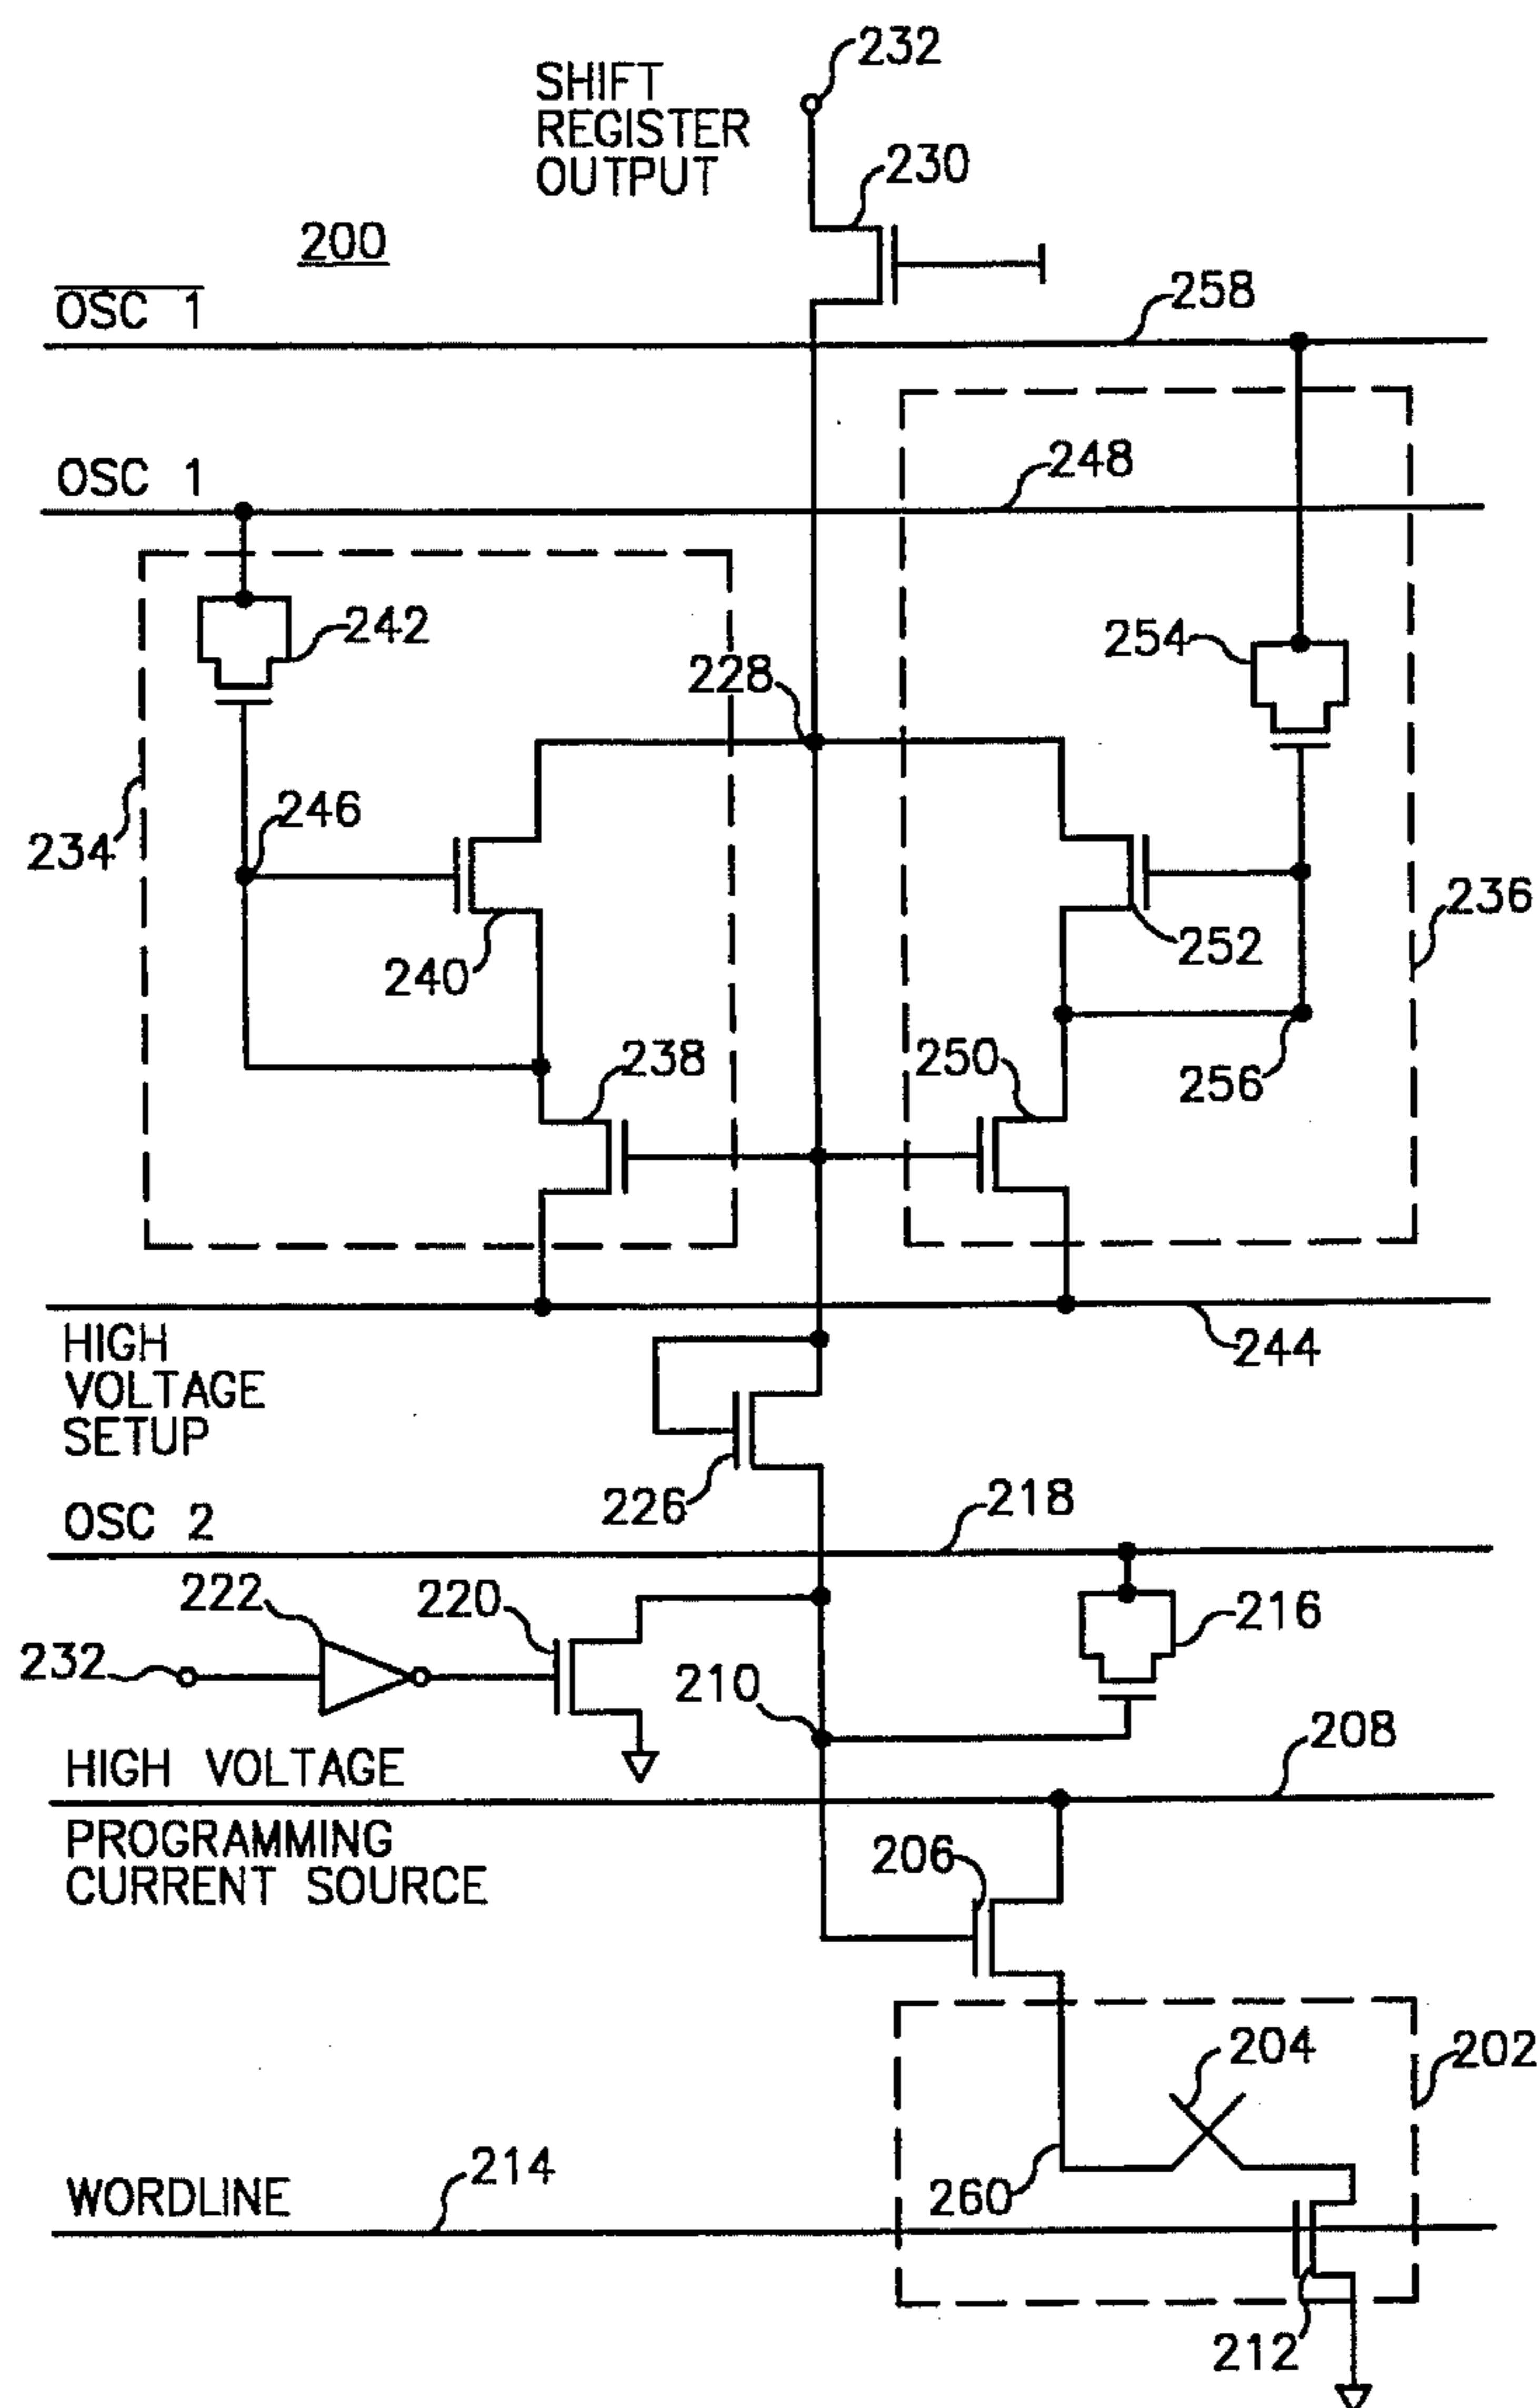 232
SHIFT
REGISTER
OUTPUT
230
200
OSC 1
258
OSC 1
248
242
254
228
246
234
236
240
252
238
250
256
HIGH
VOLTAGE
SETUP
244
226
OSC 2
218
222
220
216
232
210
HIGH VOLTAGE
208
PROGRAMMING
CURRENT SOURCE
206
204
202
WORDLINE
214
260
212